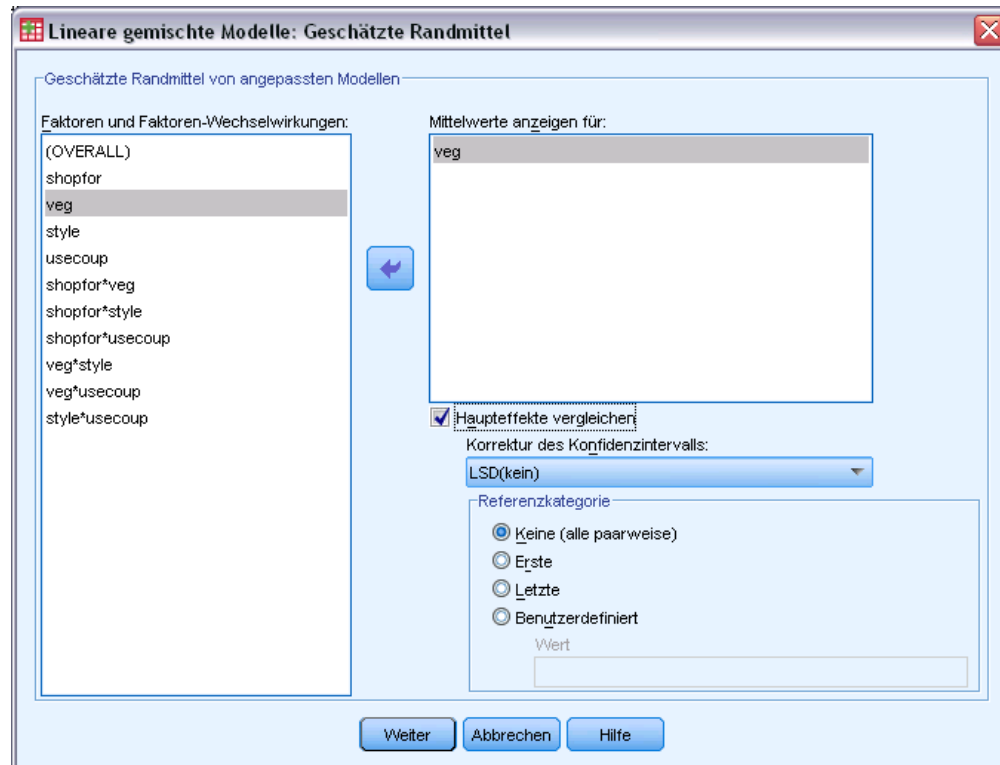 Lineare gemischte Modelle: Geschätzte Randmittel
Geschätzte Randmittel von angepassten Modellen
Faktoren und Faktoren-Wechselwirkungen:
(OVERALL)
shopfor
veg
style
usecoup
shopfor*veg
shopfor*style
shopfor*usecoup
veg*style
veg*usecoup
style*usecoup
Mittelwerte anzeigen für:
veg
Haupteffekte vergleichen
Korrektur des Konfidenzintervalls:
LSD(kein)
Referenzkategorie
Keine (alle paarweise)
Erste
Letzte
Benutzerdefiniert
Wert
Weiter
Abbrechen
Hilfe